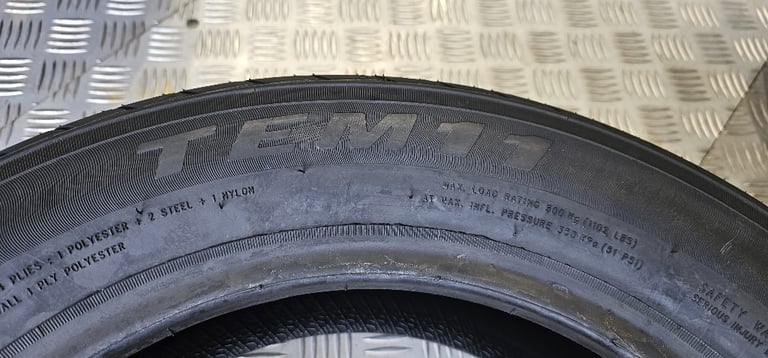 TEM11
PLIES : 1 POLYESTER + 2 STEEL + 1 NYLON
1 PLY POLYESTER
MAX. LOAD RATING 500 Kg (1102 LBS)
AT MAX. INFL. PRESSURE 350 KPa (51 PSI)
SAFETY
SERIOUS INJURY